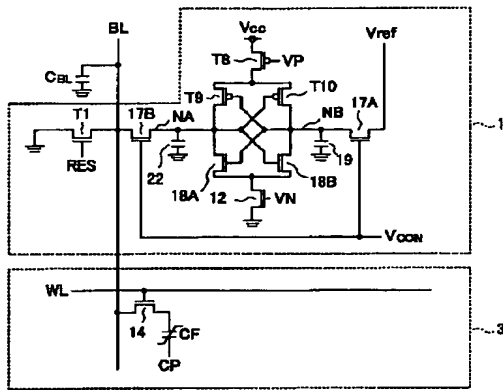 BL
Vcc
T8
VP
Vref
CBL
T9
T10
17A
T1
17B
NA
NB
RES
22
19
1
18A
18B
12
VN
VCON
WL
14
CF
CP
3